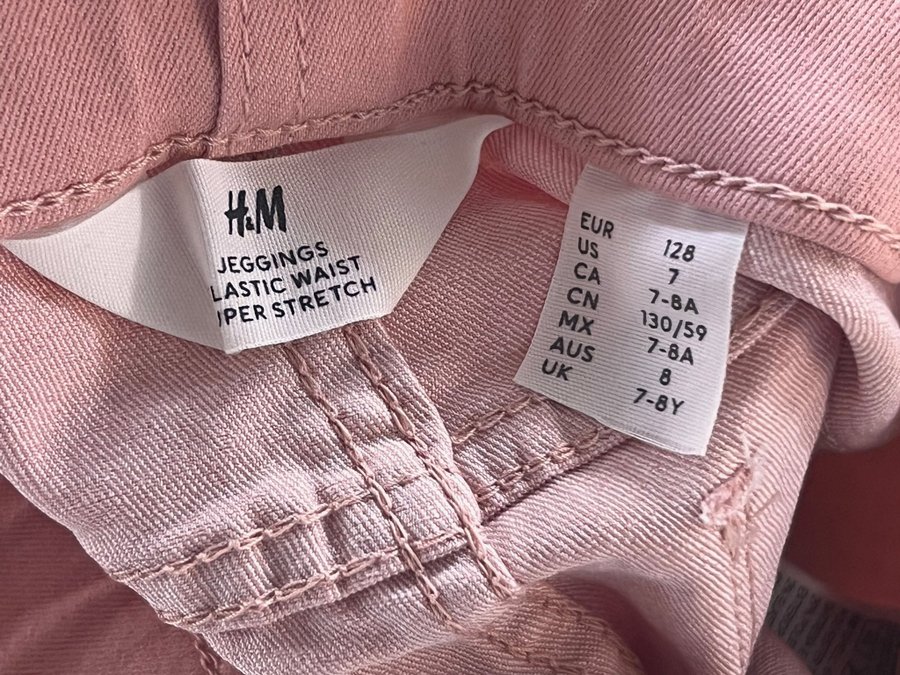 H&M
JEGGINGS
LASTIC WAIST
PER STRETCH
EUR 128
US 7
CA 7-8A
CN 130/59
MX 7-8A
AUS 8
UK 7-8Y